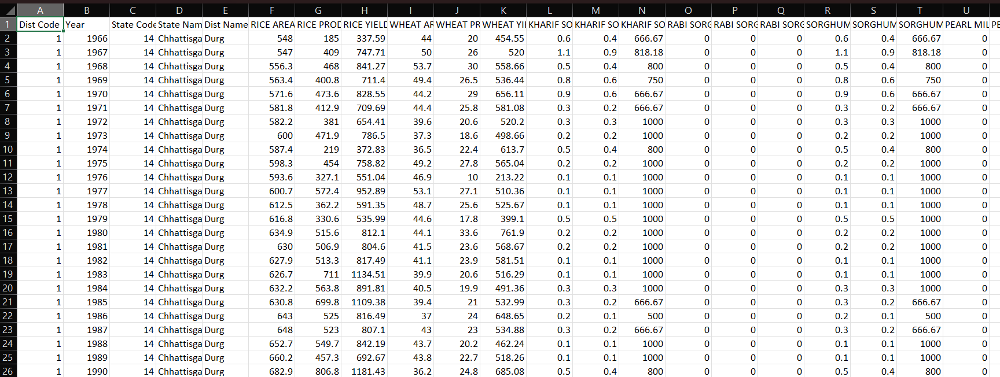 A B C D E F G H I J K L M N O P Q R S T U
1 Dist Code Year State Code State Nam Dist Name RICE AREA RICE PROD RICE YIELD WHEAT AR WHEAT PR WHEAT YIE KHARIF SO KHARIF SO KHARIF SO RABI SORG RABI SORG RABI SORG SORGHUM SORGHUM SORGHUM PEARL MIL PE
2 1 1966 14 Chhattisga Durg 548 185 337.59 44 20 454.55 0.6 0.4 666.67 0 0 0 0.6 0.4 666.67 0
3 1 1967 14 Chhattisga Durg 547 409 747.71 50 26 520 1.1 0.9 818.18 0 0 0 1.1 0.9 818.18 0
4 1 1968 14 Chhattisga Durg 556.3 468 841.27 53.7 30 558.66 0.5 0.4 800 0 0 0 0.5 0.4 800 0
5 1 1969 14 Chhattisga Durg 563.4 400.8 711.4 49.4 26.5 536.44 0.8 0.6 750 0 0 0 0.8 0.6 750 0
6 1 1970 14 Chhattisga Durg 571.6 473.6 828.55 44.2 29 656.11 0.9 0.6 666.67 0 0 0 0.9 0.6 666.67 0
7 1 1971 14 Chhattisga Durg 581.8 412.9 709.69 44.4 25.8 581.08 0.3 0.2 666.67 0 0 0 0.3 0.2 666.67 0
8 1 1972 14 Chhattisga Durg 582.2 381 654.41 39.6 20.6 520.2 0.3 0.3 1000 0 0 0 0.3 0.3 1000 0
9 1 1973 14 Chhattisga Durg 600 471.9 786.5 37.3 18.6 498.66 0.2 0.2 1000 0 0 0 0.2 0.2 1000 0
10 1 1974 14 Chhattisga Durg 587.4 219 372.83 36.5 22.4 613.7 0.5 0.4 800 0 0 0 0.5 0.4 800 0
11 1 1975 14 Chhattisga Durg 598.3 454 758.82 49.2 27.8 565.04 0.2 0.2 1000 0 0 0 0.2 0.2 1000 0
12 1 1976 14 Chhattisga Durg 593.6 327.1 551.04 46.9 10 213.22 0.1 0.1 1000 0 0 0 0.1 0.1 1000 0
13 1 1977 14 Chhattisga Durg 600.7 572.4 952.89 53.1 27.1 510.36 0.1 0.1 1000 0 0 0 0.1 0.1 1000 0
14 1 1978 14 Chhattisga Durg 612.5 362.2 591.35 48.7 25.6 525.67 0.1 0.1 1000 0 0 0 0.1 0.1 1000 0
15 1 1979 14 Chhattisga Durg 616.8 330.6 535.99 44.6 17.8 399.1 0.5 0.5 1000 0 0 0 0.5 0.5 1000 0
16 1 1980 14 Chhattisga Durg 634.9 515.6 812.1 44.1 33.6 761.9 0.2 0.2 1000 0 0 0 0.2 0.2 1000 0
17 1 1981 14 Chhattisga Durg 630 506.9 804.6 41.5 23.6 568.67 0.2 0.2 1000 0 0 0 0.2 0.2 1000 0
18 1 1982 14 Chhattisga Durg 627.9 513.3 817.49 41.1 23.9 581.51 0.1 0.1 1000 0 0 0 0.1 0.1 1000 0
19 1 1983 14 Chhattisga Durg 626.7 711 1134.51 39.9 20.6 516.29 0.1 0.1 1000 0 0 0 0.1 0.1 1000 0
20 1 1984 14 Chhattisga Durg 632.2 563.8 891.81 40.5 19.9 491.36 0.3 0.3 1000 0 0 0 0.3 0.3 1000 0
21 1 1985 14 Chhattisga Durg 630.8 699.8 1109.38 39.4 21 532.99 0.3 0.2 666.67 0 0 0 0.3 0.2 666.67 0
22 1 1986 14 Chhattisga Durg 643 525 816.49 37 24 648.65 0.2 0.1 500 0 0 0 0.2 0.1 500 0
23 1 1987 14 Chhattisga Durg 648 523 807.1 43 23 534.88 0.3 0.2 666.67 0 0 0 0.3 0.2 666.67 0
24 1 1988 14 Chhattisga Durg 652.7 549.7 842.19 43.7 20.2 462.24 0.1 0.1 1000 0 0 0 0.1 0.1 1000 0
25 1 1989 14 Chhattisga Durg 660.2 457.3 692.67 43.8 22.7 518.26 0.1 0.1 1000 0 0 0 0.1 0.1 1000 0
26 1 1990 14 Chhattisga Durg 682.9 806.8 1181.43 36.2 24.8 685.08 0.5 0.4 800 0 0 0 0.5 0.4 800 0